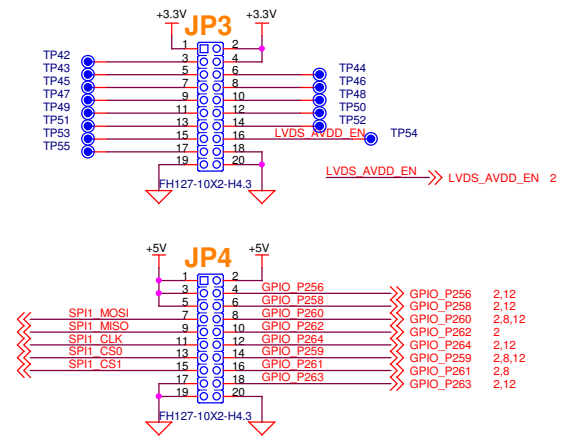 +3.3V +3.3V
JP3
1 2
TP42 3 4
TP43 5 6 TP44
TP45 7 8 TP46
TP47 9 10 TP48
TP49 11 12 TP50
TP51 13 14 TP52
TP53 15 16 LVDS_AVDD_EN TP54
TP55 17 18
19 20
LVDS_AVDD_EN LVDS_AVDD_EN 2
FH127-10X2-H4.3
+5V +5V
JP4
1 2
3 4 GPIO_P256 GPIO_P256 2,12
5 6 GPIO_P258 GPIO_P258 2,12
SPI1_MOSI 7 8 GPIO_P260 GPIO_P260 2,8,12
SPI1_MISO 9 10 GPIO_P262 GPIO_P262 2
SPI1_CLK 11 12 GPIO_P264 GPIO_P264 2,12
SPI1_CS0 13 14 GPIO_P259 GPIO_P259 2,8,12
SPI1_CS1 15 16 GPIO_P261 GPIO_P261 2,8
17 18 GPIO_P263 GPIO_P263 2,12
19 20
FH127-10X2-H4.3